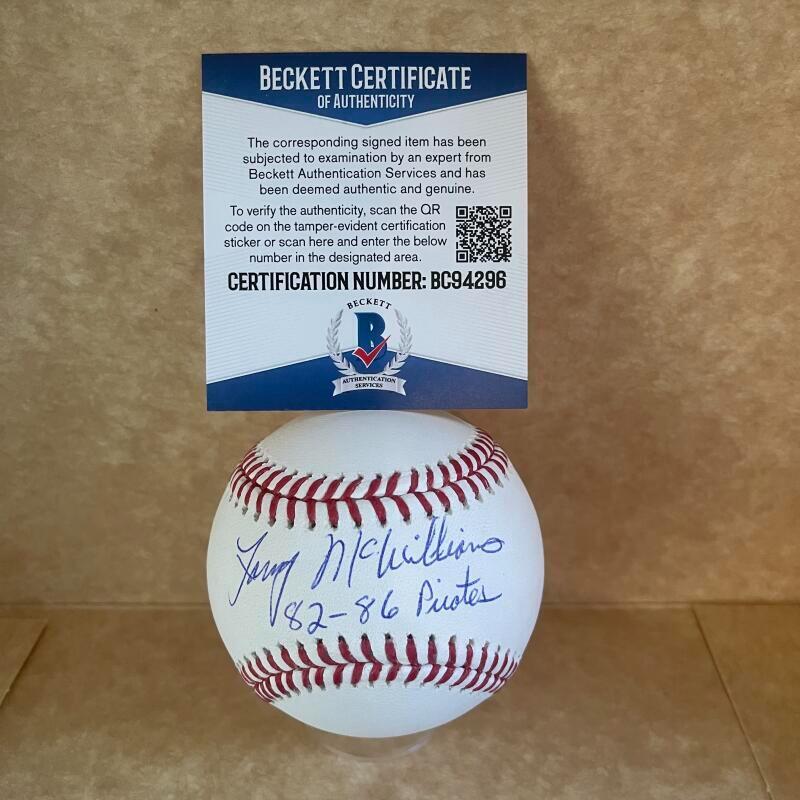 BECKETT CERTIFICATE
OF AUTHENTICITY
The corresponding signed item has been
subjected to examination by an expert from
Beckett Authentication Services and has
been deemed authentic and genuine.
To verify the authenticity, scan the QR
code on the tamper-evident certification
sticker or scan here and enter the below
number in the designated area.
CERTIFICATION NUMBER: BC94296
BECKETT
B
AUTHENTICATION
SERVICES
Larry McWilliams
82-86 Pirates